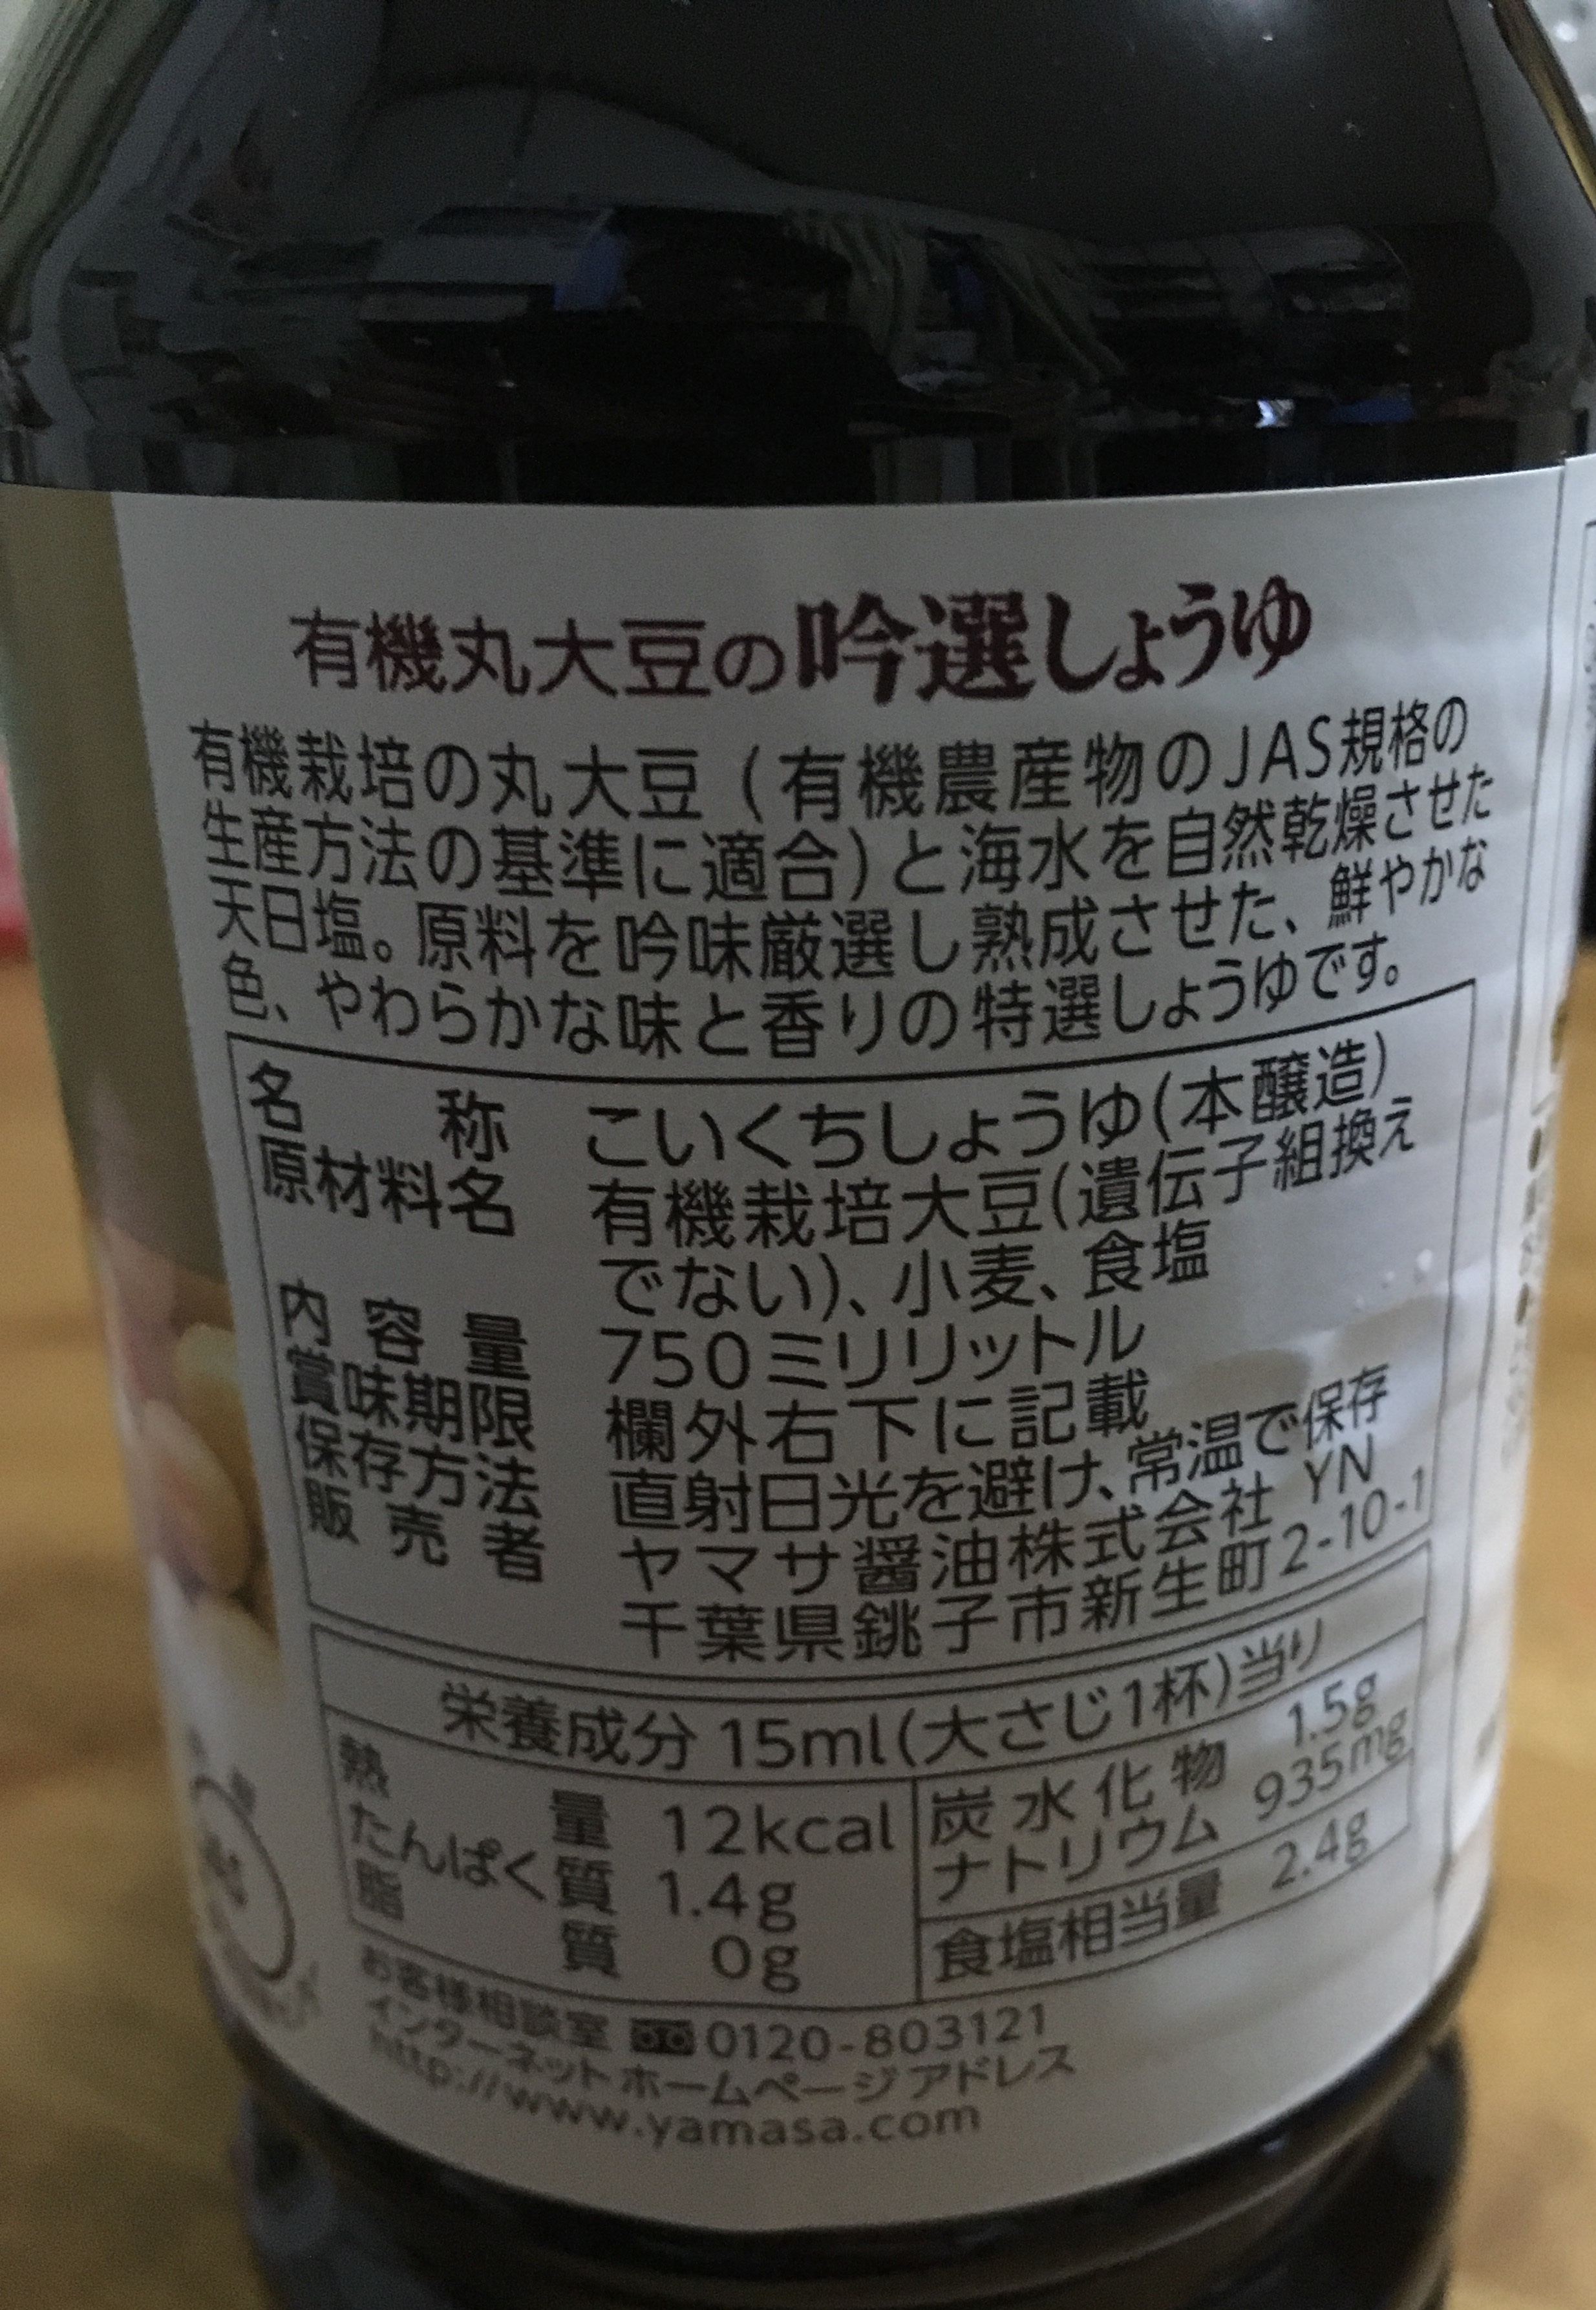 有機丸大豆の吟選しょうゆ
有機栽培の丸大豆(有機農産物のJAS規格の
生産方法の基準に適合)と海水を自然乾燥させた
天日塩。原料を吟味厳選し熟成させた、鮮やかな
色、やわらかな味と香りの特選しょうゆです。
名称 こいくちしょうゆ(本醸造)
原材料名 有機栽培大豆(遺伝子組換え
でない)、小麦、食塩
内容量 750ミリリットル
賞味期限 欄外右下に記載
保存方法 直射日光を避け、常温で保存
販売者 ヤマサ醤油株式会社 YN
千葉県銚子市新生町2-10-1
栄養成分 15ml(大さじ1杯)当り
熱量 12kcal
たんぱく質 1.4g
脂質 0g
炭水化物 1.5g
ナトリウム 935mg
食塩相当量 2.4g
お客様相談室 0120-803121
インターネット ホームページ アドレス
http://www.yamasa.com